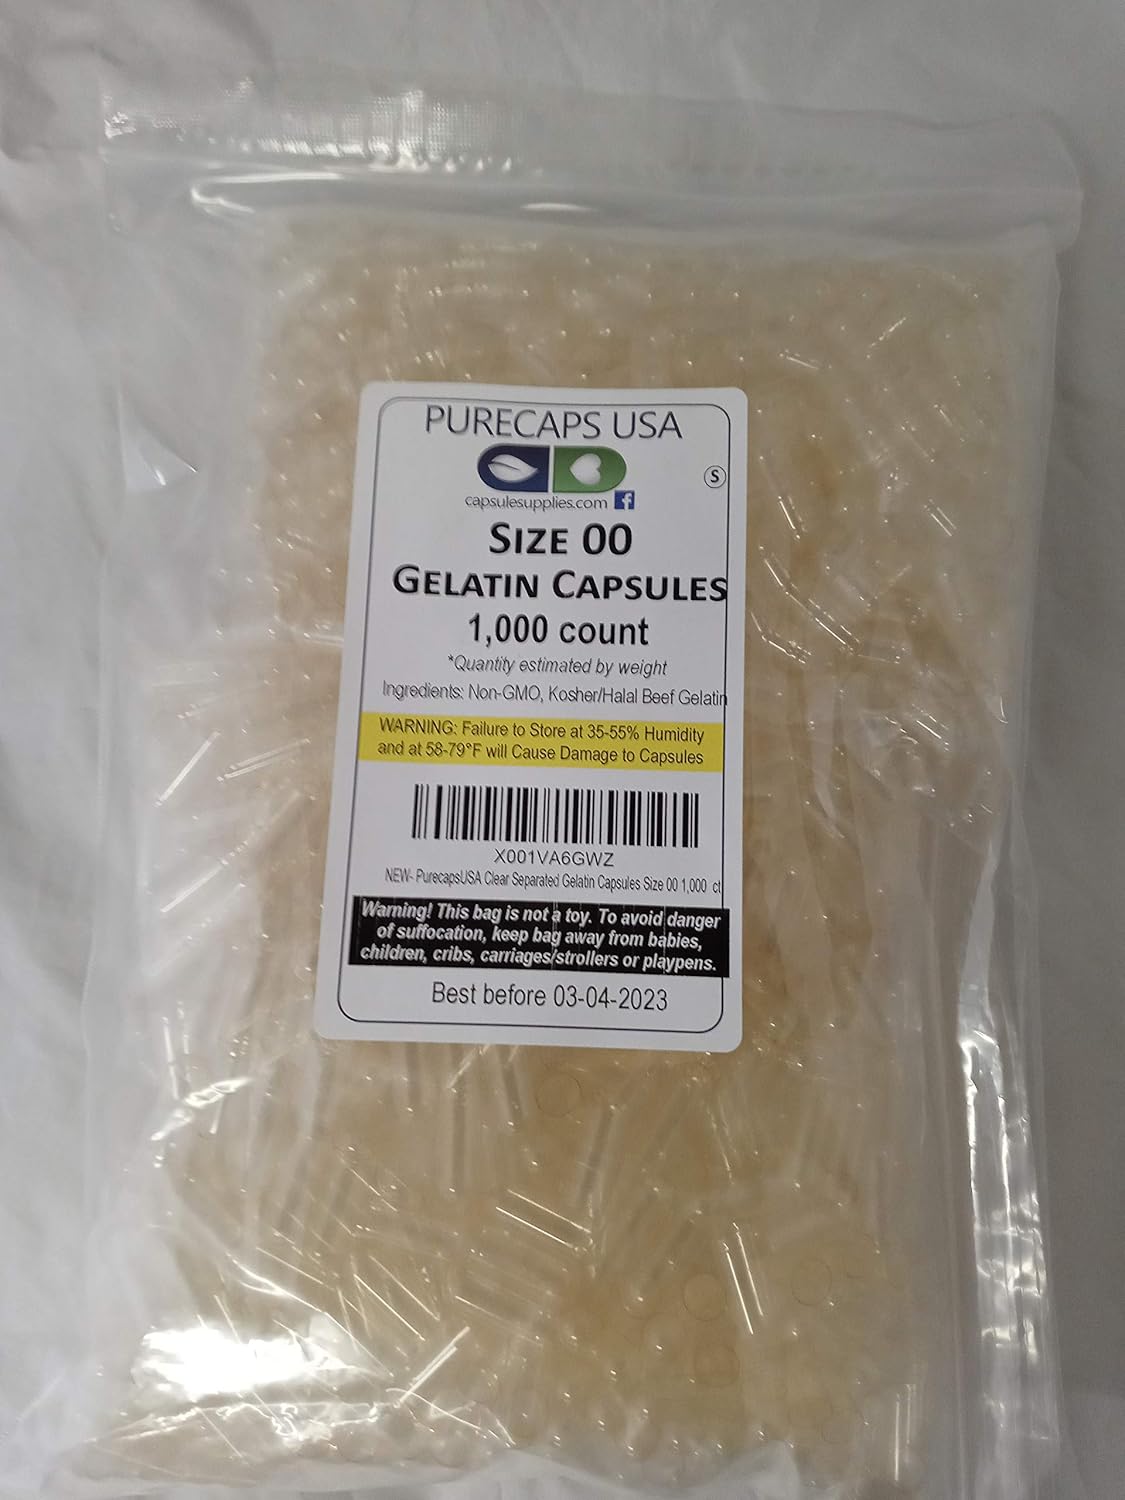 PURECAPS USA
S
capsulesupplies.com f
SIZE 00
GELATIN CAPSULES
1,000 count
*Quantity estimated by weight
Ingredients: Non-GMO, Kosher/Halal Beef Gelatin
WARNING: Failure to Store at 35-55% Humidity
and at 58-79°F will Cause Damage to Capsules
X001VA6GWZ
NEW- PurecapsUSA Clear Separated Gelatin Capsules Size 00 1,000 ct
Warning! This bag is not a toy. To avoid danger
of suffocation, keep bag away from babies,
children, cribs, carriages/strollers or playpens.
Best before 03-04-2023